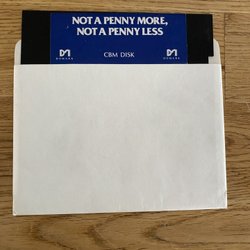 NOT A PENNY MORE,
NOT A PENNY LESS
CBM DISK
DOMARK
DOMARK